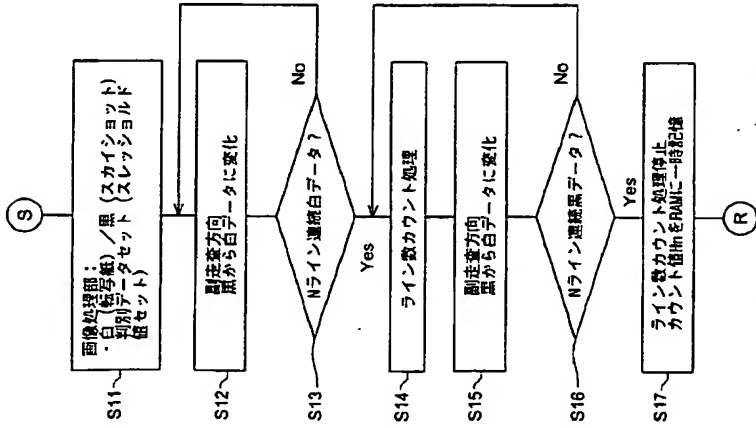 S
S11
画像処理部:
・白(転写紙)/黒(スカイショット)
判別データセット(スレッショルド
値セット)
S12
副走査方向
黒から白データに変化
S13
Nライン連続白データ?
No
Yes
S14
ライン数カウント処理
S15
副走査方向
黒から白データに変化
S16
Nライン連続黒データ?
No
Yes
S17
ライン数カウント処理停止
カウント値HnをRAMに一時記憶
R